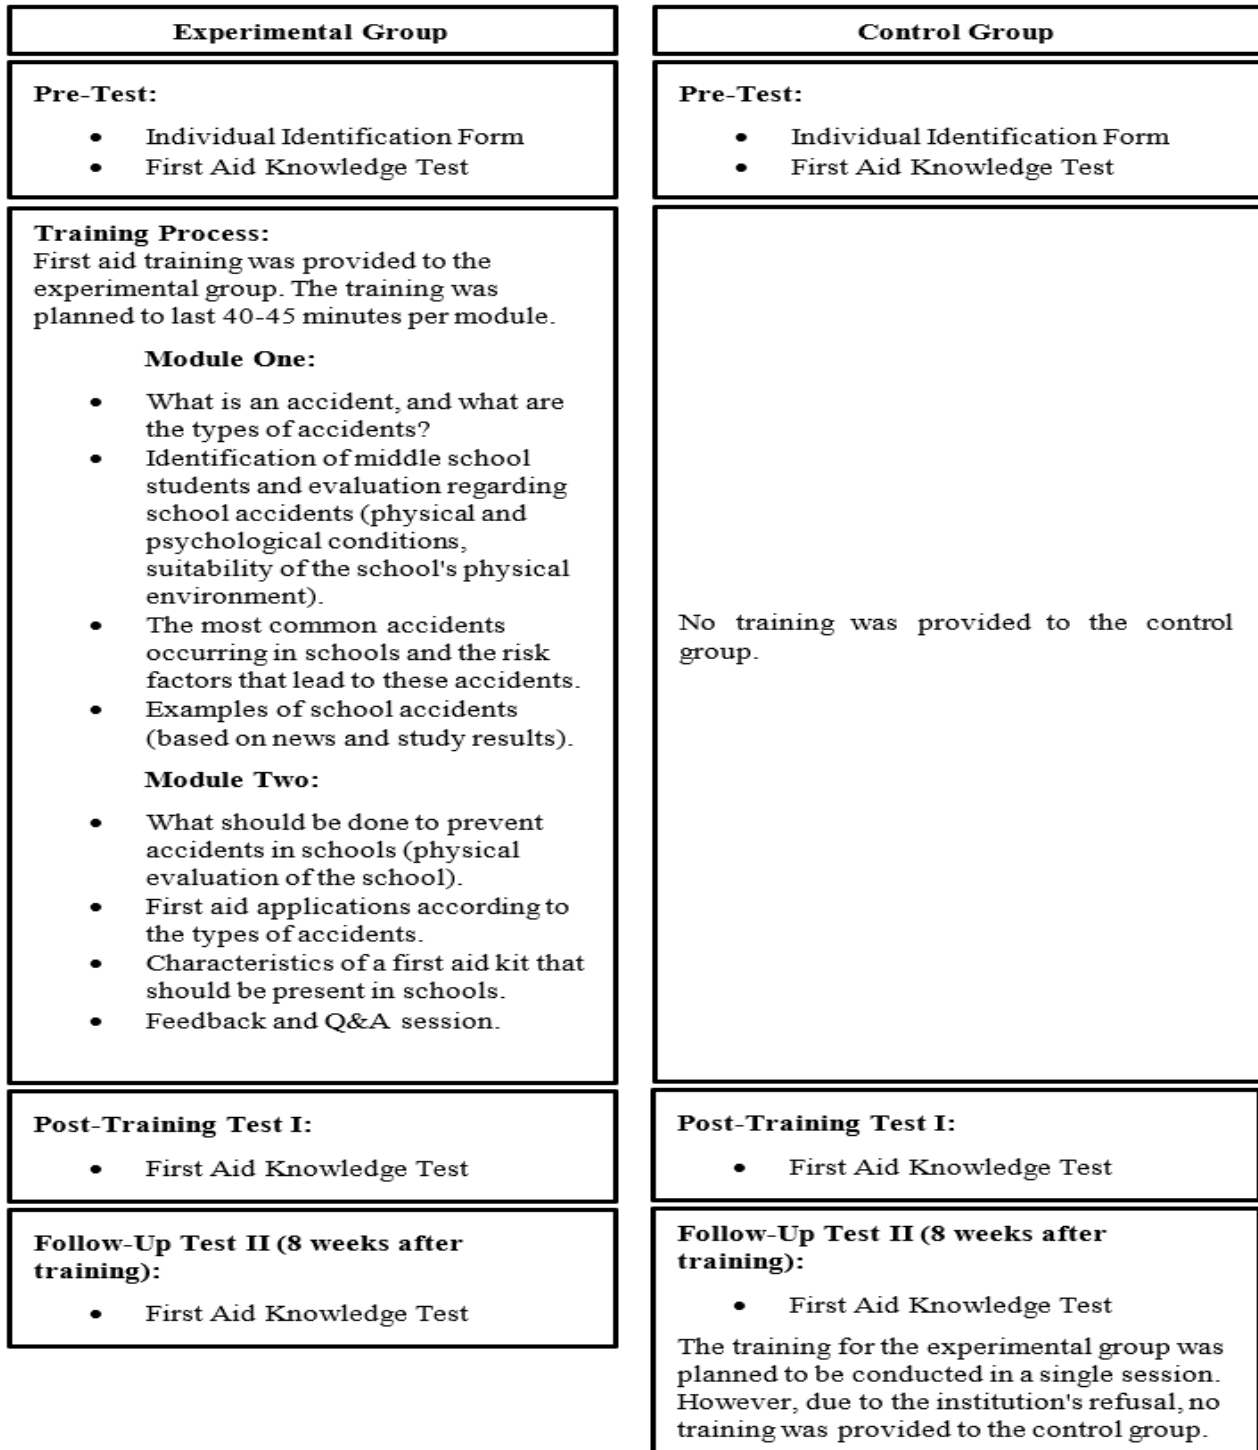 Experimental Group
Pre-Test:
• Individual Identification Form
• First Aid Knowledge Test
Training Process:
First aid training was provided to the
experimental group. The training was
planned to last 40-45 minutes per module.
Module One:
• What is an accident, and what are
the types of accidents?
• Identification of middle school
students and evaluation regarding
school accidents (physical and
psychological conditions,
suitability of the school's physical
environment).
• The most common accidents
occurring in schools and the risk
factors that lead to these accidents.
• Examples of school accidents
(based on news and study results).
Module Two:
• What should be done to prevent
accidents in schools (physical
evaluation of the school).
• First aid applications according to
the types of accidents.
• Characteristics of a first aid kit that
should be present in schools.
• Feedback and Q&A session.
Post-Training Test I:
• First Aid Knowledge Test
Follow-Up Test II (8 weeks after
training):
• First Aid Knowledge Test
Control Group
Pre-Test:
• Individual Identification Form
• First Aid Knowledge Test
No training was provided to the control
group.
Post-Training Test I:
• First Aid Knowledge Test
Follow-Up Test II (8 weeks after
training):
• First Aid Knowledge Test
The training for the experimental group was
planned to be conducted in a single session.
However, due to the institution's refusal, no
training was provided to the control group.